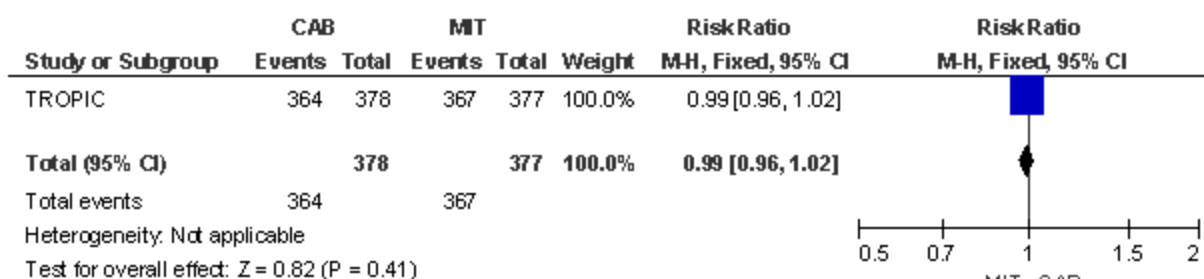 CAB MIT Risk Ratio Risk Ratio
Study or Subgroup Events Total Events Total Weight M-H, Fixed, 95% CI M-H, Fixed, 95% CI
TROPIC 364 378 367 377 100.0% 0.99 [0.96, 1.02]
Total (95% CI) 378 377 100.0% 0.99 [0.96, 1.02]
Total events 364 367
Heterogeneity: Not applicable
0.5 0.7 1 1.5 2
Test for overall effect: Z = 0.82 (P = 0.41)
MIT CAB